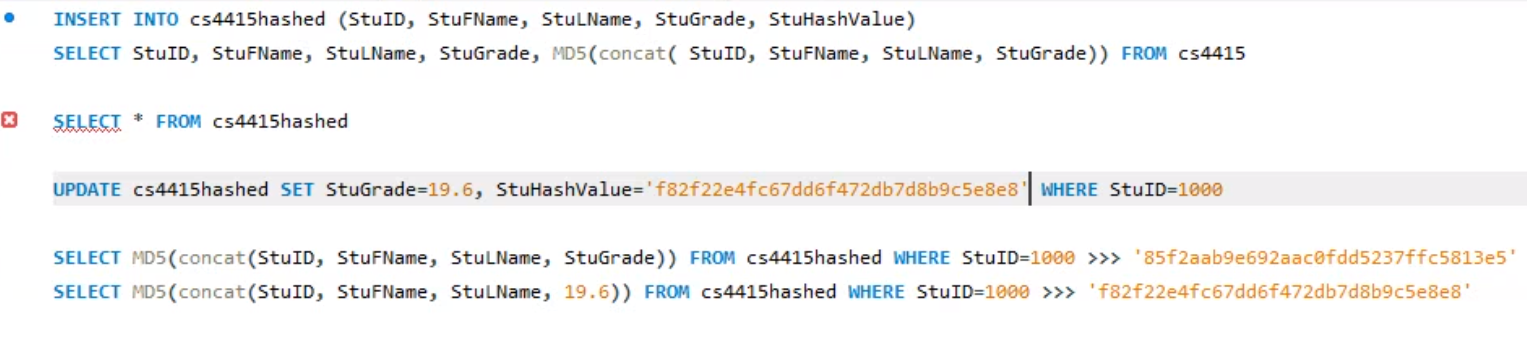 INSERT INTO cs4415hashed (StuID, StuFName, StuLName, StuGrade, StuHashValue)
SELECT StuID, StuFName, StuLName, StuGrade, MD5(concat( StuID, StuFName, StuLName, StuGrade)) FROM cs4415
SELECT * FROM cs4415hashed
UPDATE cs4415hashed SET StuGrade=19.6, StuHashValue='f82f22e4fc67dd6f472db7d8b9c5e8e8' WHERE StuID=1000
SELECT MD5(concat(StuID, StuFName, StuLName, StuGrade)) FROM cs4415hashed WHERE StuID=1000 >>> '85f2aab9e692aac0fdd5237ffc5813e5'
SELECT MD5(concat(StuID, StuFName, StuLName, 19.6)) FROM cs4415hashed WHERE StuID=1000 >>> 'f82f22e4fc67dd6f472db7d8b9c5e8e8'